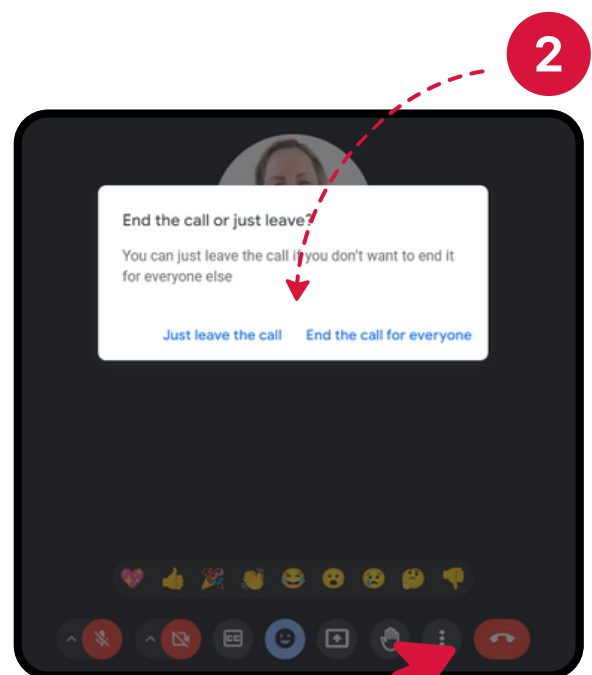 2
End the call or just leave?
You can just leave the call if you don't want to end it
for everyone else
Just leave the call End the call for everyone
CC